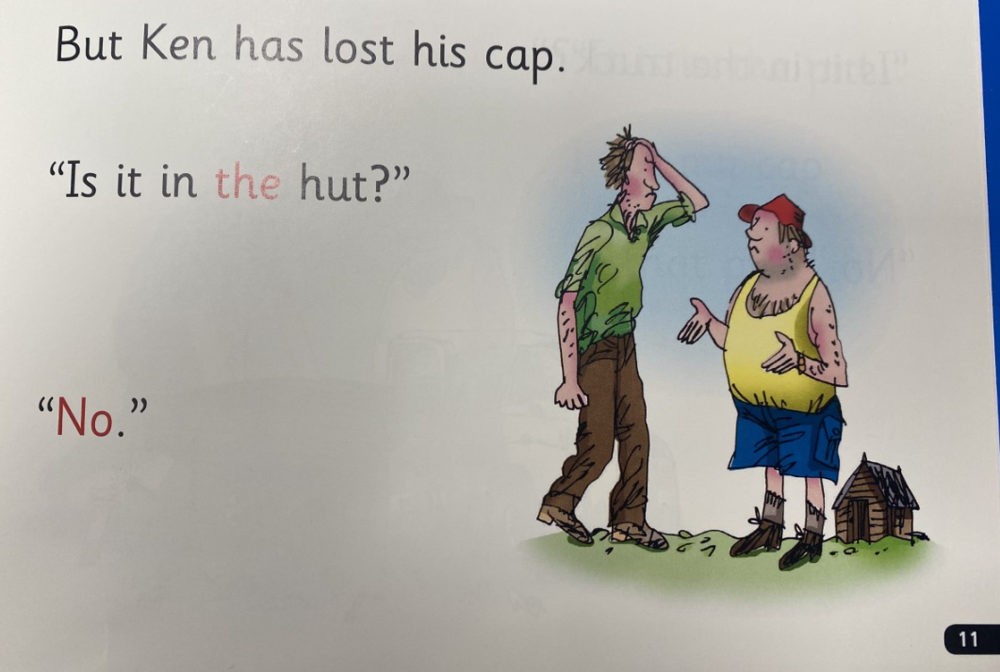 But Ken has lost his cap.
“Is it in the hut?”
“No.”
11